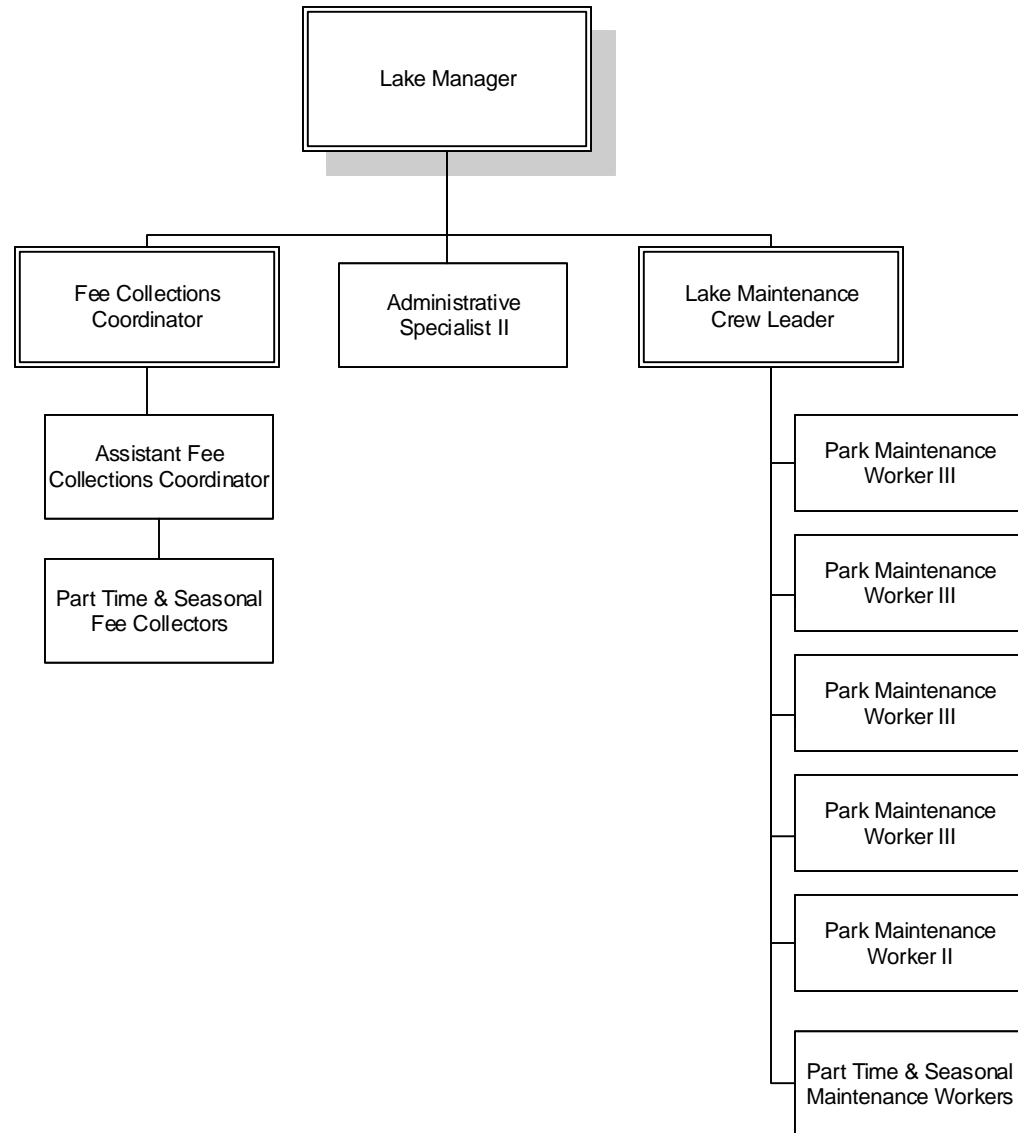 Lake Manager
Fee Collections
Coordinator
Administrative
Specialist II
Lake Maintenance
Crew Leader
Assistant Fee
Collections Coordinator
Part Time & Seasonal
Fee Collectors
Park Maintenance
Worker III
Park Maintenance
Worker III
Park Maintenance
Worker III
Park Maintenance
Worker III
Park Maintenance
Worker II
Part Time & Seasonal
Maintenance Workers